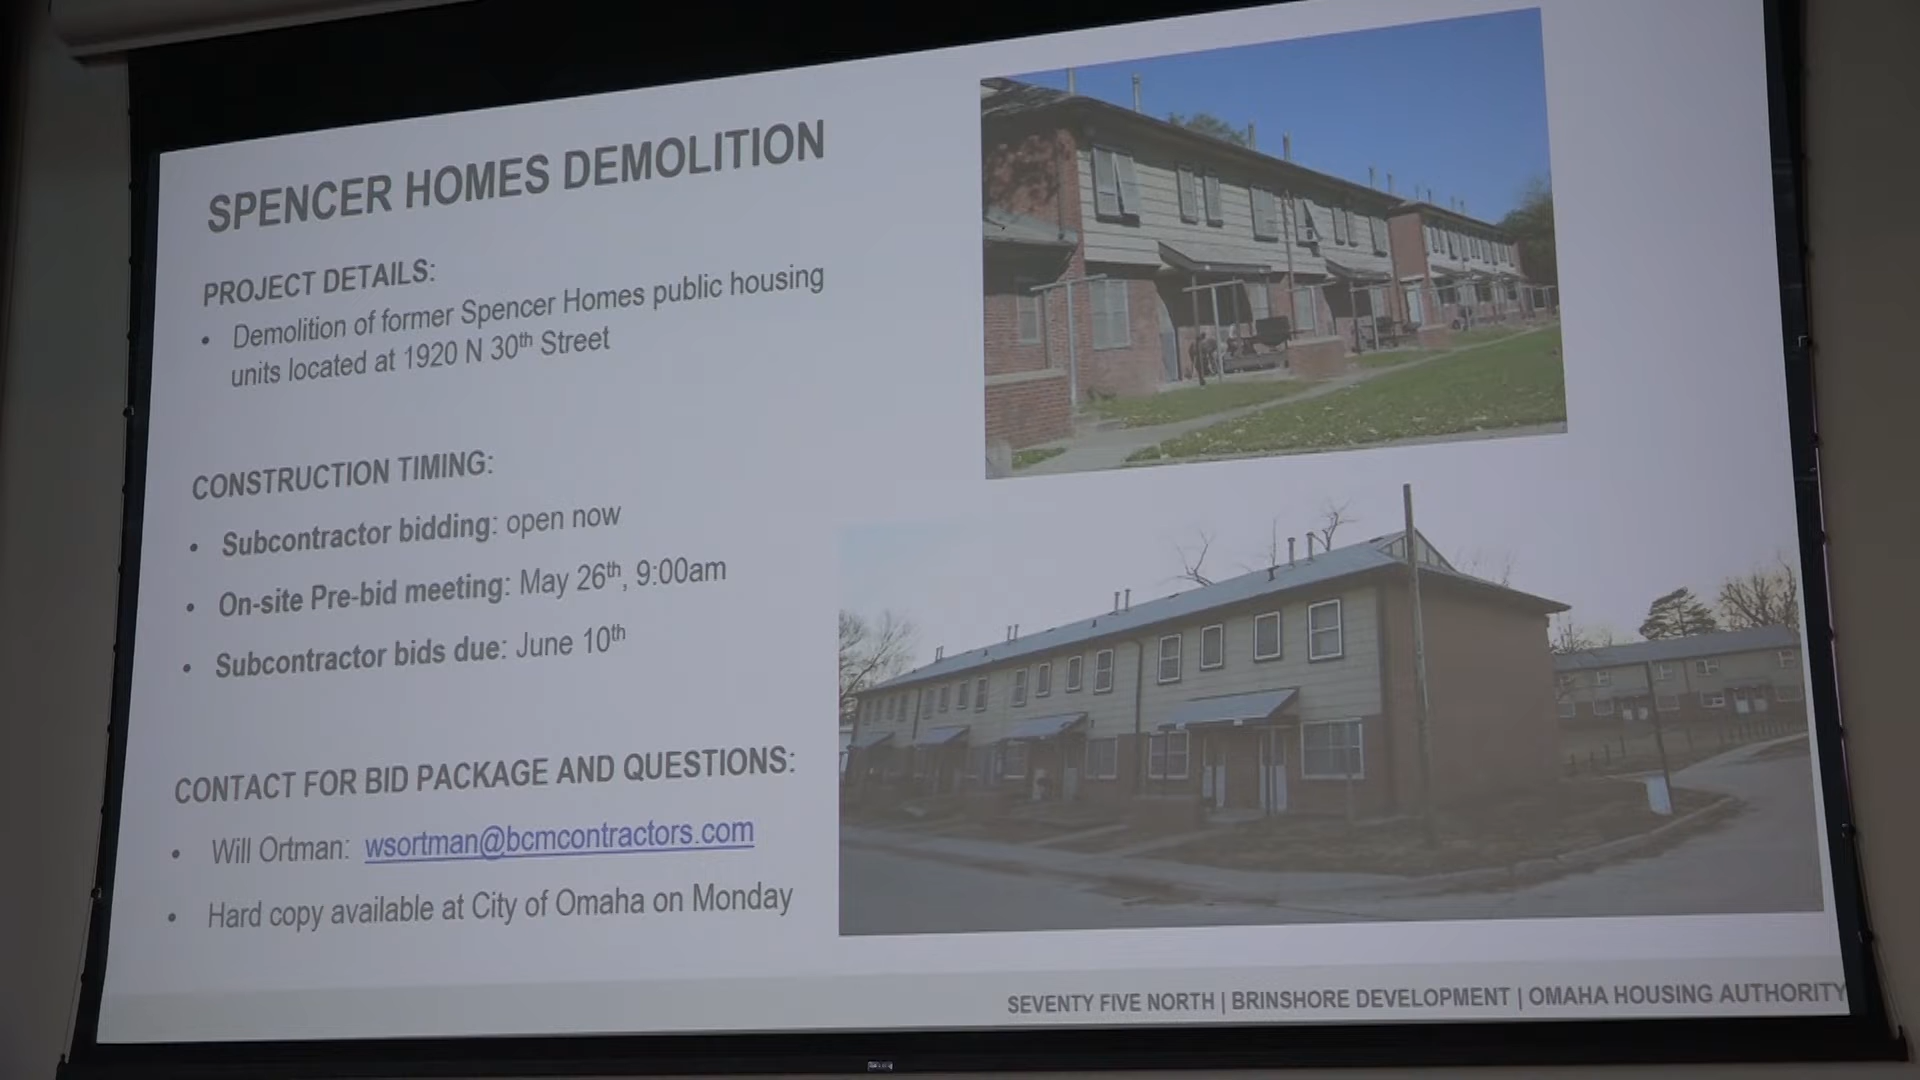 SPENCER HOMES DEMOLITION
PROJECT DETAILS:
• Demolition of former Spencer Homes public housing
units located at 1920 N 30th Street
CONSTRUCTION TIMING:
• Subcontractor bidding: open now
• On-site Pre-bid meeting: May 26th, 9:00am
• Subcontractor bids due: June 10th
CONTACT FOR BID PACKAGE AND QUESTIONS:
• Will Ortman: wsortman@bcmcontractors.com
• Hard copy available at City of Omaha on Monday
SEVENTY FIVE NORTH | BRINSHORE DEVELOPMENT | OMAHA HOUSING AUTHORITY